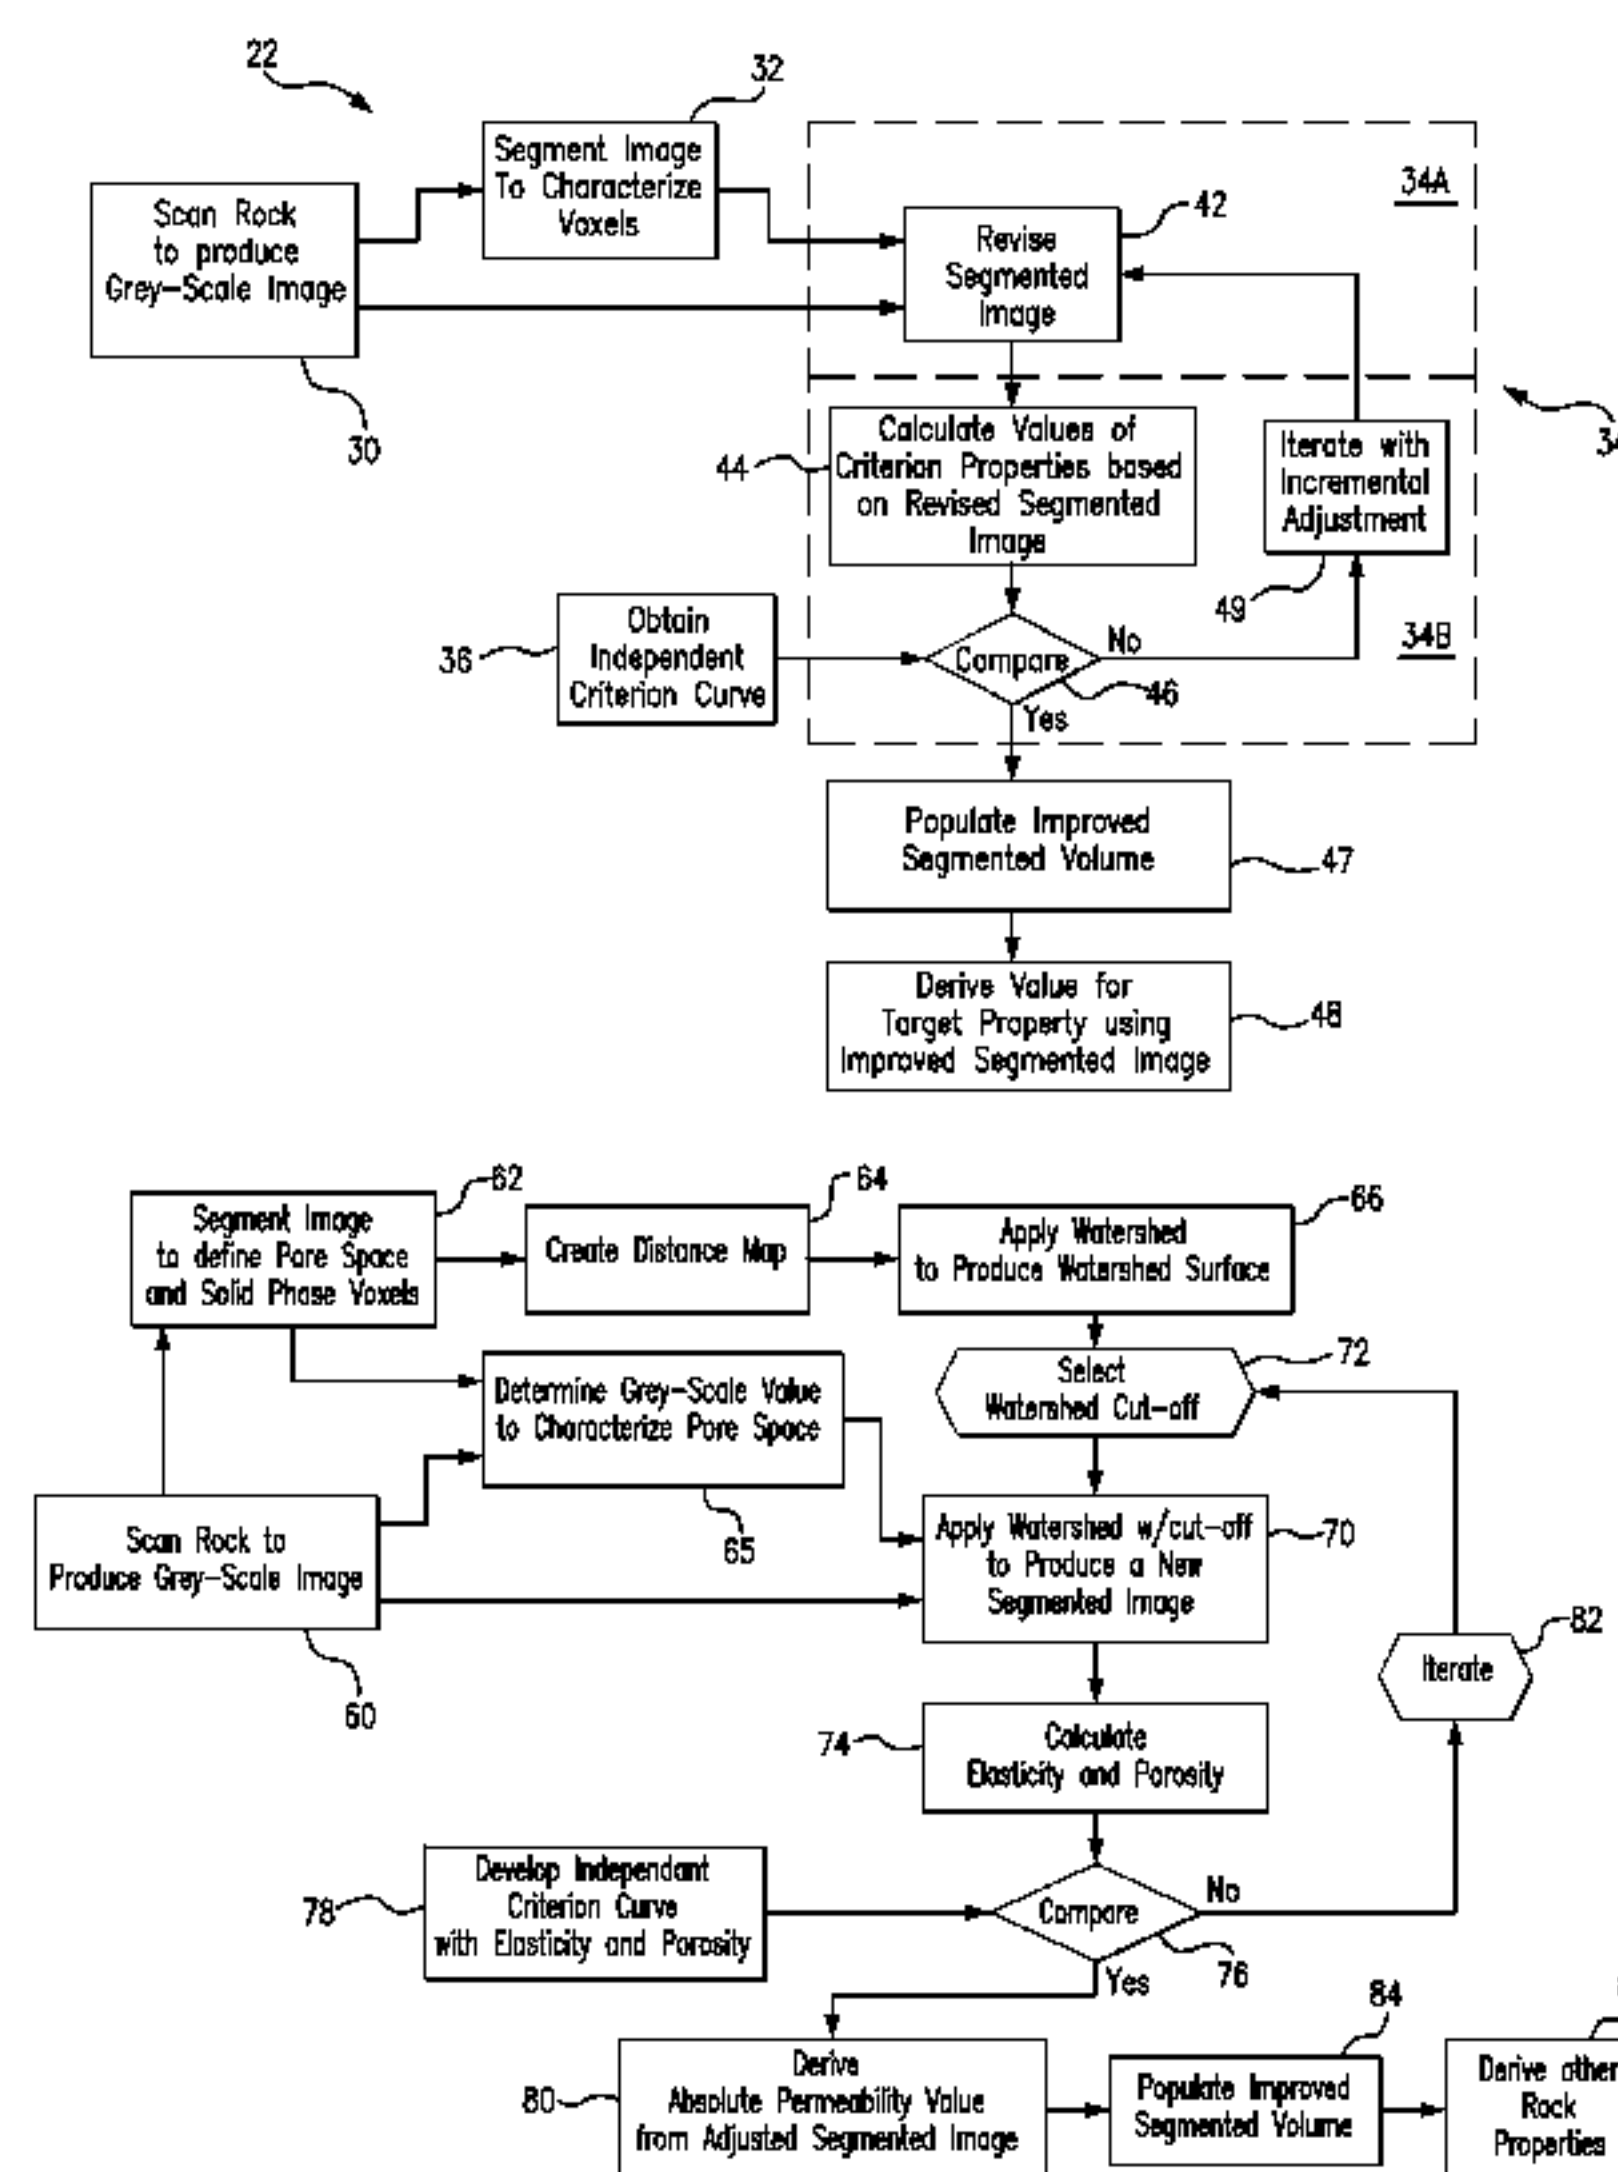 22
32
Segment Image
To Characterize
Voxels
34A
42
Scan Rock
to produce
Grey-Scale Image
Revise
Segmented
Image
30
34
Calculate Values of
Criterion Properties based
on Revised Segmented
Image
44
Iterate with
Incremental
Adjustment
49
34B
Obtain
Independent
Criterion Curve
36
Compare
No
46
Yes
Populate Improved
Segmented Volume
47
Derive Value for
Target Property using
Improved Segmented Image
48
62
64
66
Segment Image
to define Pore Space
and Solid Phase Voxels
Create Distance Map
Apply Watershed
to Produce Watershed Surface
72
Select
Watershed Cut-off
Determine Grey-Scale Value
to Characterize Pore Space
65
Scan Rock to
Produce Grey-Scale Image
60
Apply Watershed w/cut-off
to Produce a New
Segmented Image
70
82
Iterate
74
Calculate
Elasticity and Porosity
Develop Independant
Criterion Curve
with Elasticity and Porosity
78
Compare
No
76
Yes
84
80
Derive
Absolute Permeability Value
from Adjusted Segmented Image
Populate Improved
Segmented Volume
Derive other
Rock
Properties